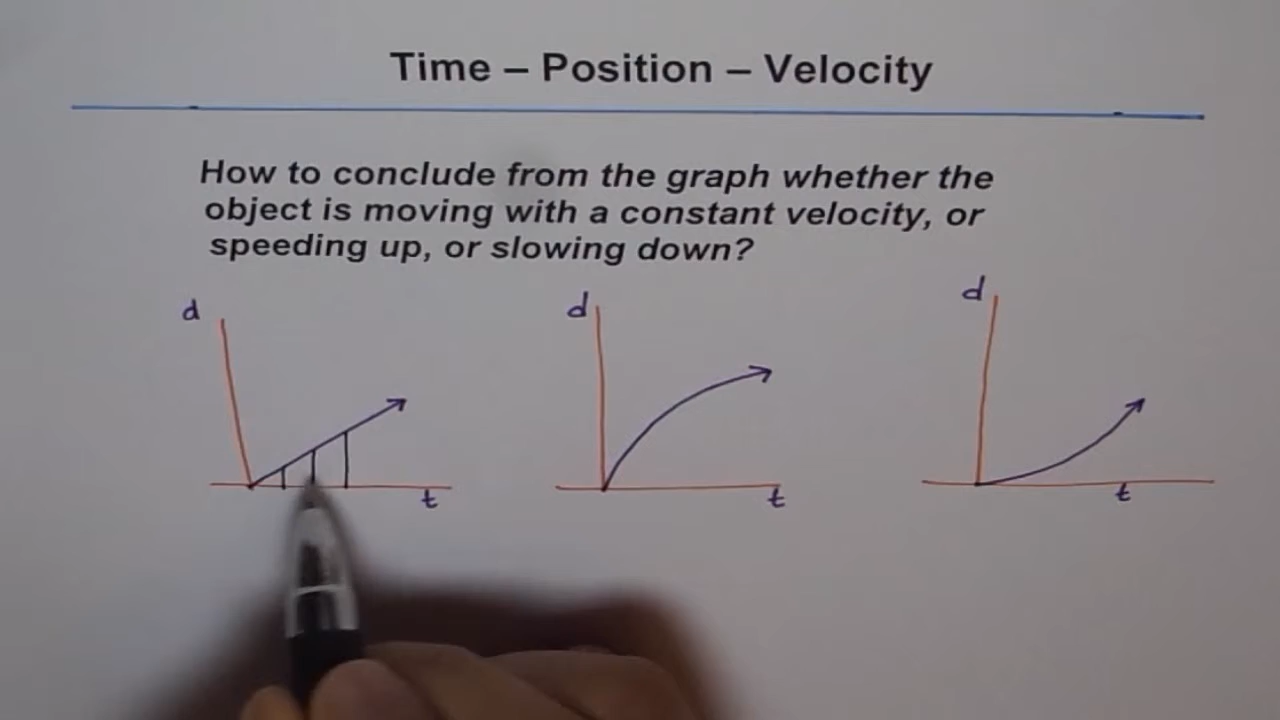 Time – Position – Velocity
How to conclude from the graph whether the
object is moving with a constant velocity, or
speeding up, or slowing down?
d
d
d
t
t
t